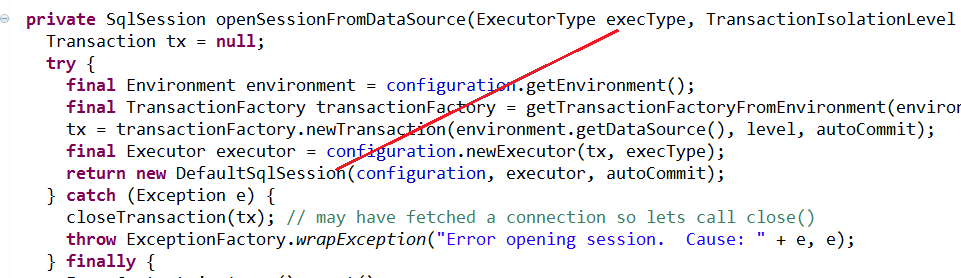 private SqlSession openSessionFromDataSource(ExecutorType execType, TransactionIsolationLevel
Transaction tx = null;
try {
final Environment environment = configuration.getEnvironment();
final TransactionFactory transactionFactory = getTransactionFactoryFromEnvironment(environ
tx = transactionFactory.newTransaction(environment.getDataSource(), level, autoCommit);
final Executor executor = configuration.newExecutor(tx, execType);
return new DefaultSqlSession(configuration, executor, autoCommit);
} catch (Exception e) {
closeTransaction(tx); // may have fetched a connection so lets call close()
throw ExceptionFactory.wrapException("Error opening session.  Cause: " + e, e);
} finally {